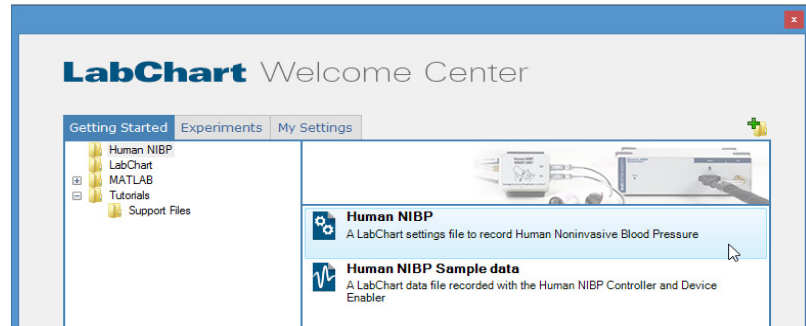 LabChart Welcome Center
Getting Started Experiments My Settings
Human NIBP
LabChart
MATLAB
Tutorials
Support Files
Human NIBP
A LabChart settings file to record Human Noninvasive Blood Pressure
Human NIBP Sample data
A LabChart data file recorded with the Human NIBP Controller and Device
Enabler